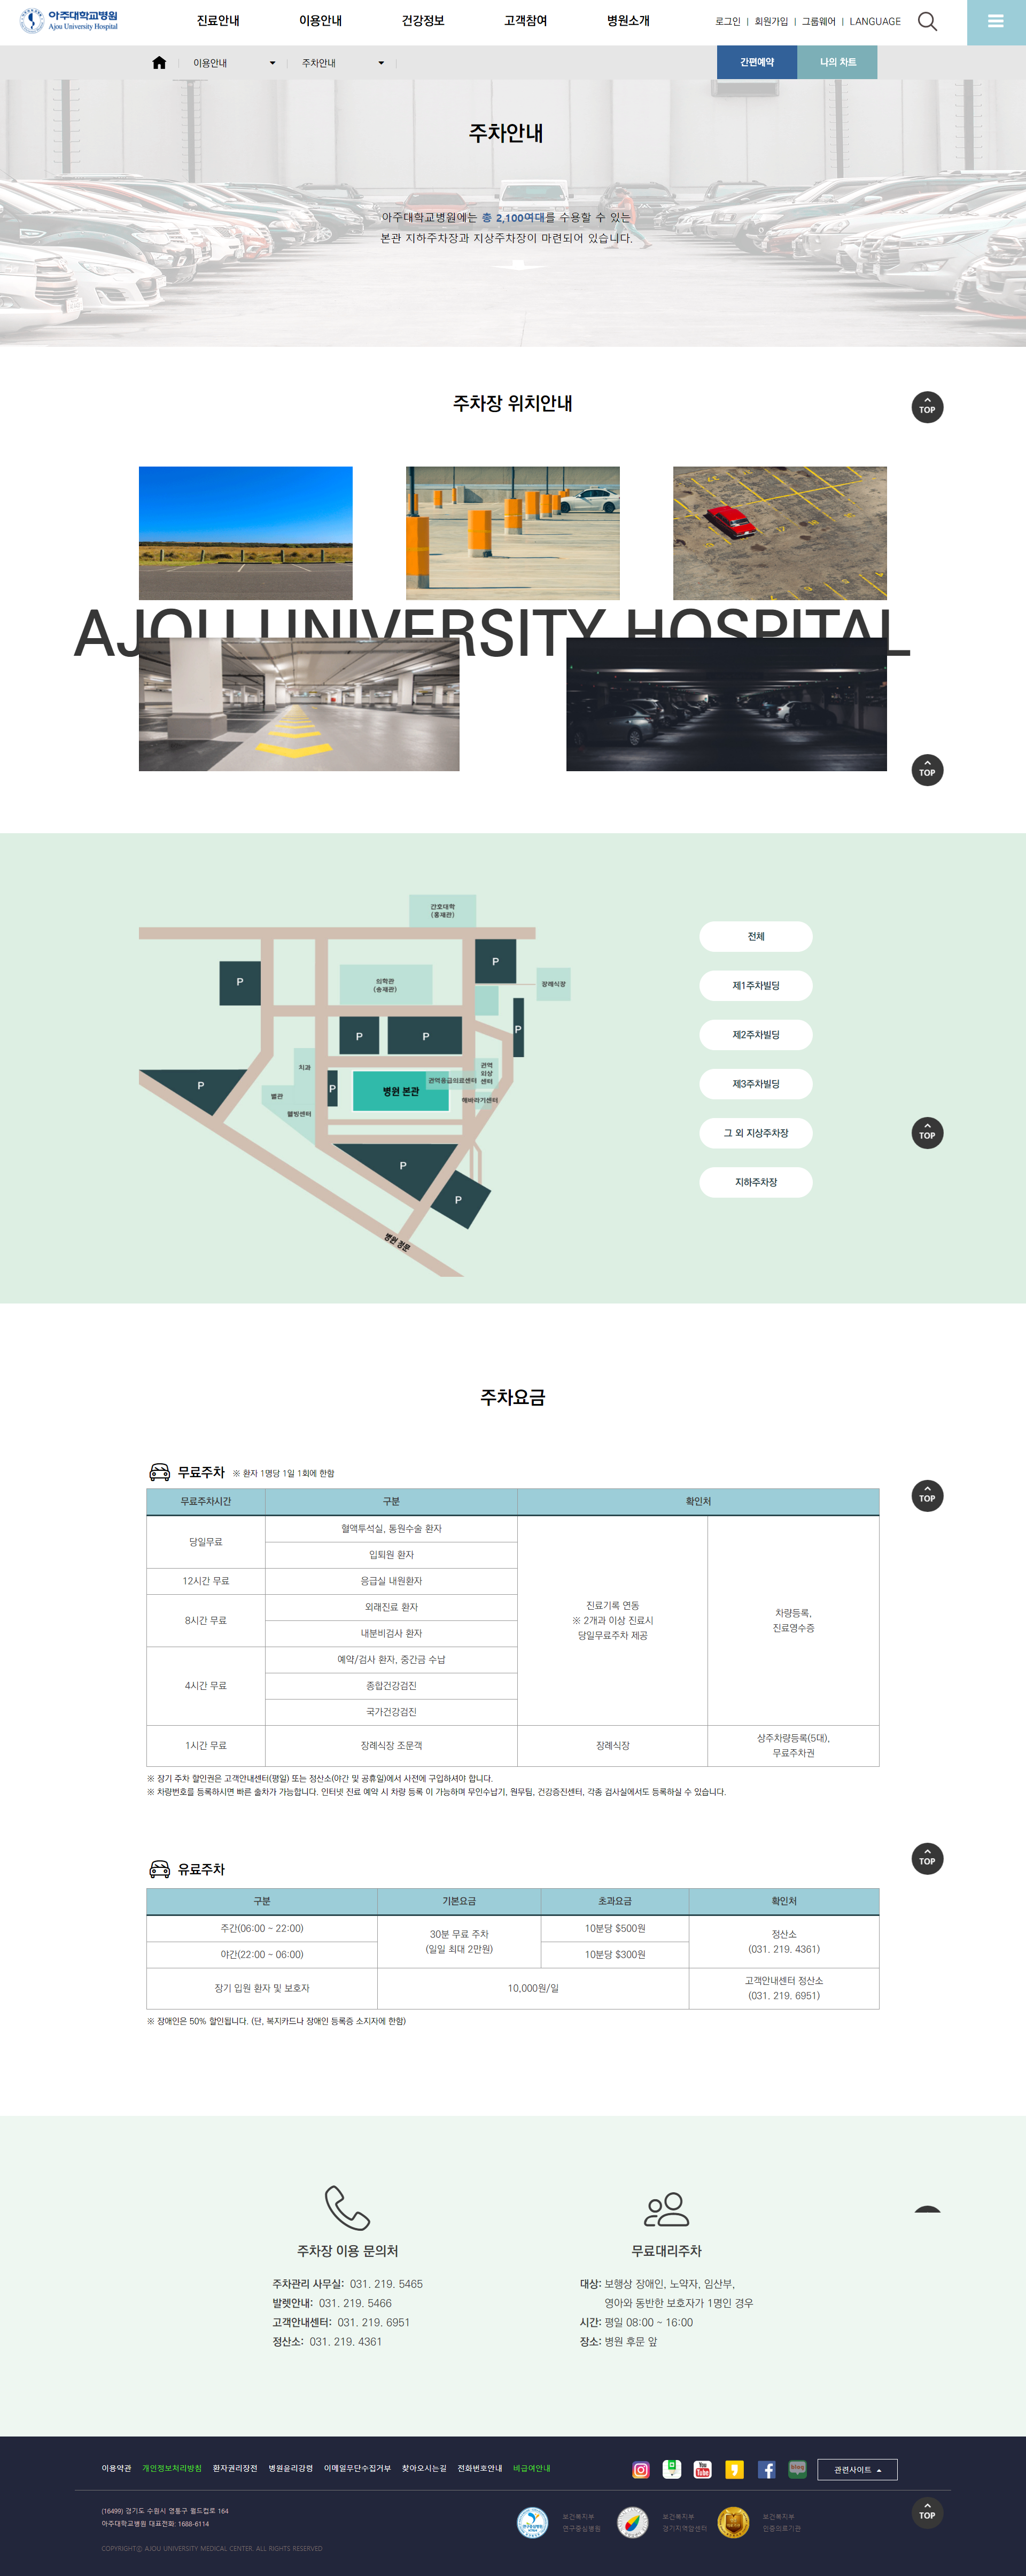 아주대학교병원
Ajou University Hospital
진료안내 이용안내 건강정보 고객참여 병원소개
로그인 | 회원가입 | 그룹웨어 | LANGUAGE
이용안내 주차안내
간편예약 나의 차트
주차안내
아주대학교병원에는 총 2,100여대를 수용할 수 있는
본관 지하주차장과 지상주차장이 마련되어 있습니다.
주차장 위치안내
TOP
AJOU UNIVERSITY HOSPITAL
TOP
간호대학
(홍재관)
P
P
의학관
(송재관)
장례식장
P
P
P
치과
권역
외상
센터
권역응급의료센터
P
P
병원 본관
별관
해바라기센터
웰빙센터
P
P
병원 정문
전체
제1주차빌딩
제2주차빌딩
제3주차빌딩
그 외 지상주차장
지하주차장
TOP
주차요금
무료주차 ※ 환자 1명당 1일 1회에 한함
TOP
무료주차시간 구분 확인처
당일무료
혈액투석실, 통원수술 환자
입퇴원 환자
12시간 무료 응급실 내원환자
8시간 무료
외래진료 환자
내분비검사 환자
4시간 무료
예약/검사 환자, 중간금 수납
종합건강검진
국가건강검진
진료기록 연동
※ 2개과 이상 진료시
당일무료주차 제공
차량등록,
진료영수증
1시간 무료 장례식장 조문객 장례식장
상주차량등록(5대),
무료주차권
※ 장기 주차 할인권은 고객안내센터(평일) 또는 정산소(야간 및 공휴일)에서 사전에 구입하셔야 합니다.
※ 차량번호를 등록하시면 빠른 출차가 가능합니다. 인터넷 진료 예약 시 차량 등록 이 가능하며 무인수납기, 원무팀, 건강증진센터, 각종 검사실에서도 등록하실 수 있습니다.
TOP
유료주차
구분 기본요금 초과요금 확인처
주간(06:00 ~ 22:00)
야간(22:00 ~ 06:00)
30분 무료 주차
(일일 최대 2만원)
10분당 $500원
10분당 $300원
정산소
(031. 219. 4361)
장기 입원 환자 및 보호자 10,000원/일
고객안내센터 정산소
(031. 219. 6951)
※ 장애인은 50% 할인됩니다. (단, 복지카드나 장애인 등록증 소지자에 한함)
주차장 이용 문의처
주차관리 사무실: 031. 219. 5465
발렛안내: 031. 219. 5466
고객안내센터: 031. 219. 6951
정산소: 031. 219. 4361
무료대리주차
대상: 보행상 장애인, 노약자, 임산부,
영아와 동반한 보호자가 1명인 경우
시간: 평일 08:00 ~ 16:00
장소: 병원 후문 앞
이용약관 개인정보처리방침 환자권리장전 병원윤리강령 이메일무단수집거부 찾아오시는길 전화번호안내 비급여안내
You
Tube
blog
관련사이트
(16499) 경기도 수원시 영통구 월드컵로 164
아주대학교병원 대표전화: 1688-6114
보건복지부
연구중심병원
보건복지부
경기지역암센터
보건복지부
인증의료기관
TOP
COPYRIGHTⓒ AJOU UNIVERSITY MEDICAL CENTER. ALL RIGHTS RESERVED